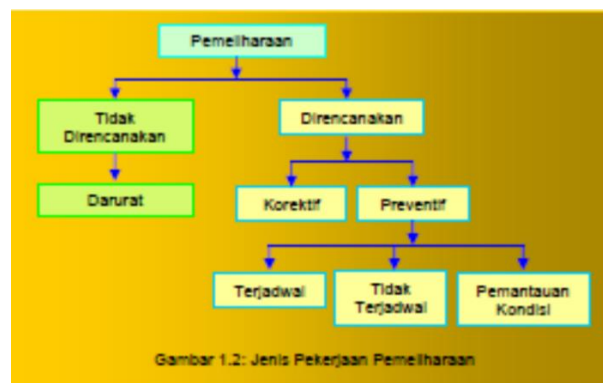 Pemeliharaan
Tidak
Direncanakan
Direncanakan
Darurat
Korektif
Preventif
Terjadwal
Tidak
Terjadwal
Pemantauan
Kondisi
Gambar 1.2: Jenis Pekerjaan Pemeliharaan